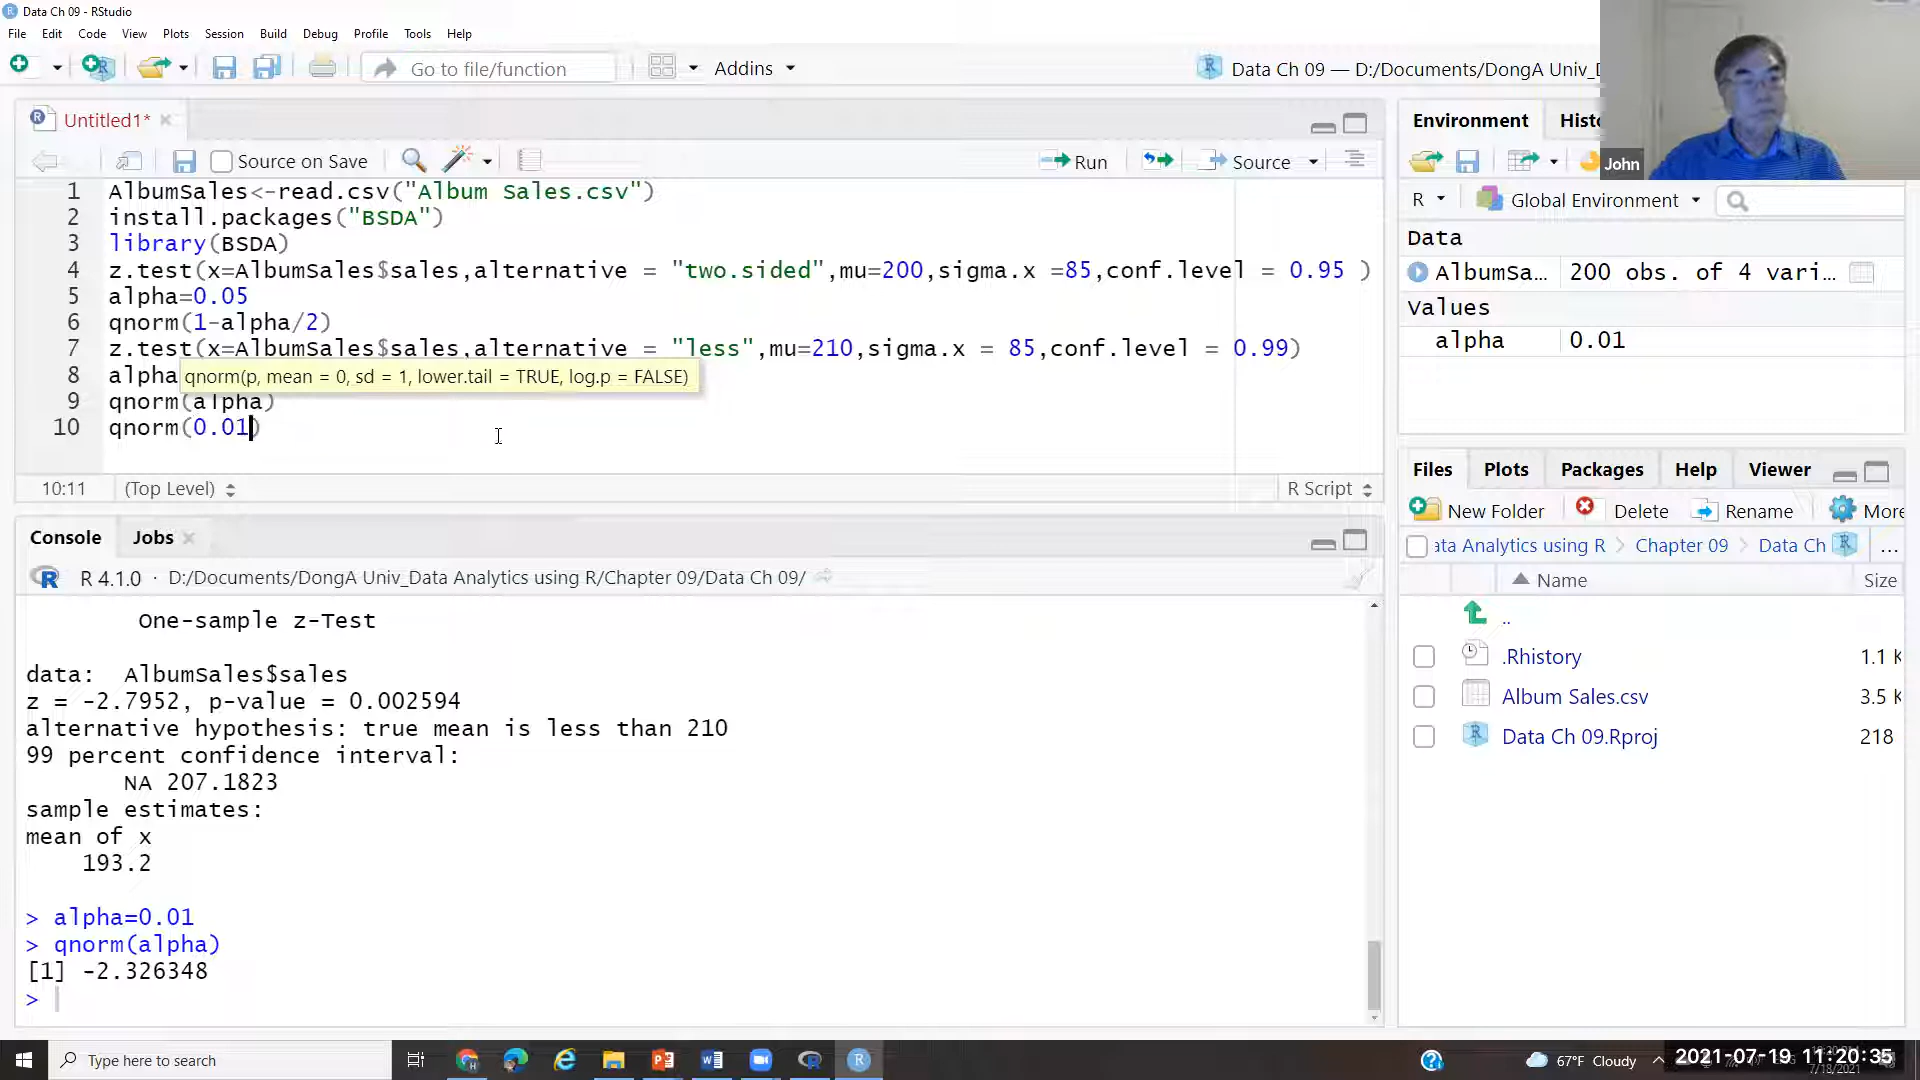 Data Ch 09 - RStudio
File Edit Code View Plots Session Build Debug Profile Tools Help
Go to file/function
Addins
Data Ch 09 — D:/Documents/DongA Univ_D
John
Untitled1*
Source on Save
Run
Source
1 AlbumSales<-read.csv("Album Sales.csv")
2 install.packages("BSDA")
3 library(BSDA)
4 z.test(x=AlbumSales$sales,alternative = "two.sided",mu=200,sigma.x =85,conf.level = 0.95 )
5 alpha=0.05
6 qnorm(1-alpha/2)
7 z.test(x=AlbumSales$sales,alternative = "less",mu=210,sigma.x = 85,conf.level = 0.99)
8 alpha
qnorm(p, mean = 0, sd = 1, lower.tail = TRUE, log.p = FALSE)
9 qnorm(alpha)
10 qnorm(0.01)
10:11 (Top Level) R Script
Console Jobs
R 4.1.0 · D:/Documents/DongA Univ_Data Analytics using R/Chapter 09/Data Ch 09/
One-sample z-Test
data: AlbumSales$sales
z = -2.7952, p-value = 0.002594
alternative hypothesis: true mean is less than 210
99 percent confidence interval:
NA 207.1823
sample estimates:
mean of x
193.2
> alpha=0.01
> qnorm(alpha)
[1] -2.326348
>
Environment Histo
R Global Environment
Data
AlbumSa... 200 obs. of 4 vari...
Values
alpha 0.01
Files Plots Packages Help Viewer
New Folder Delete Rename More
ata Analytics using R Chapter 09 Data Ch ...
Name Size
..
.Rhistory 1.1 K
Album Sales.csv 3.5 K
Data Ch 09.Rproj 218
Type here to search
67°F Cloudy
2021-07-19 11:20:35
7/18/2021